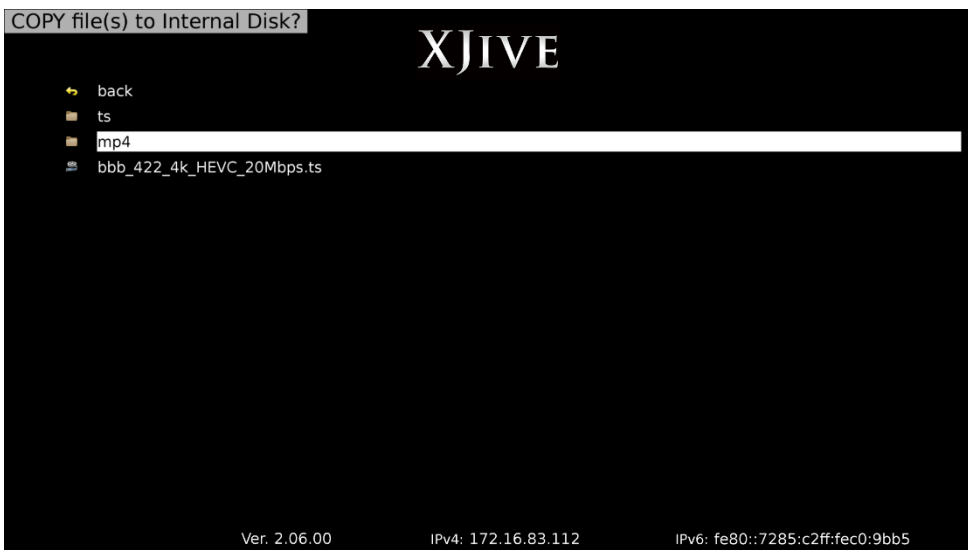 COPY file(s) to Internal Disk?
XJIVE
back
ts
mp4
bbb_422_4k_HEVC_20Mbps.ts
Ver. 2.06.00 IPv4: 172.16.83.112 IPv6: fe80::7285:c2ff:fec0:9bb5